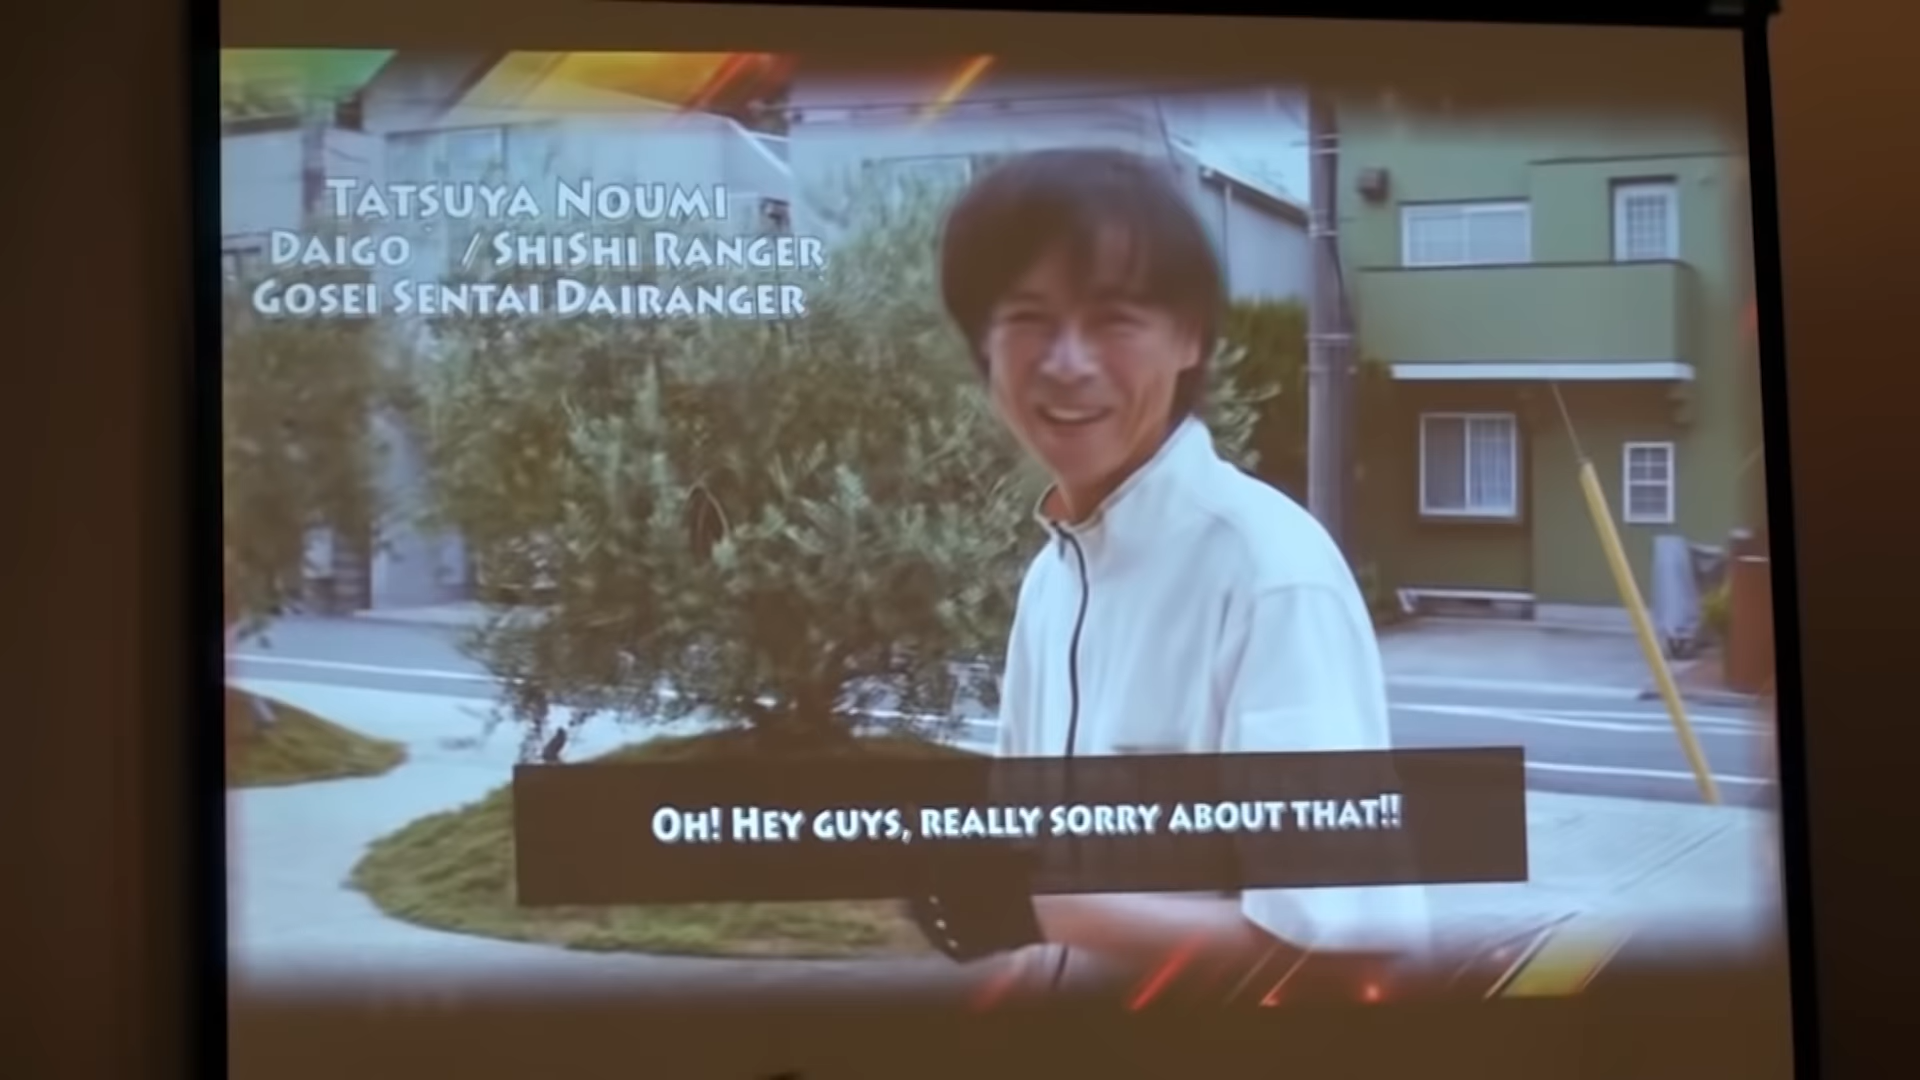 Tatsuya Noumi
Daigo / ShiShi Ranger
Gosei Sentai Dairanger
Oh! Hey guys, really sorry about that!!